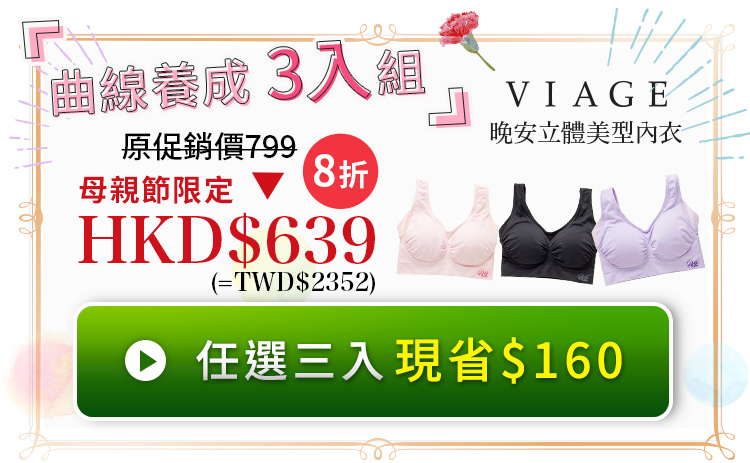 『曲線養成 3入組』
VIAGE
晚安立體美型內衣
原促銷價799
8折
母親節限定 ▼
HKD$639
(=TWD$2352)
任選三入 現省$160